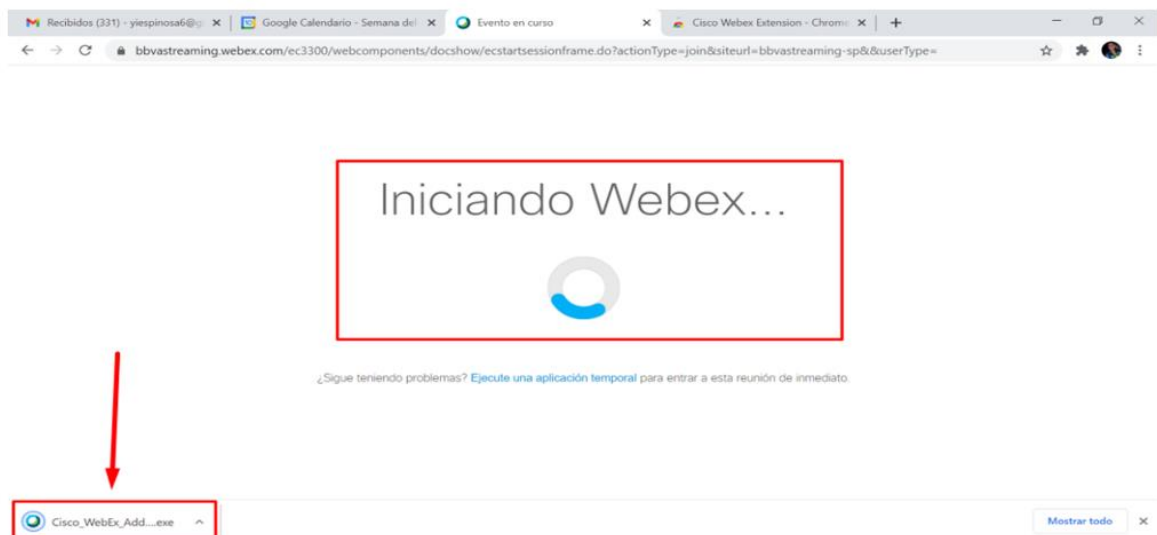 Recibidos (331) - yiespinosa6@g
Google Calendario - Semana del
Evento en curso
Cisco Webex Extension - Chrome
bbvastreaming.webex.com/ec3300/webcomponents/docshow/ecstartsessionframe.do?actionType=join&siteurl=bbvastreaming-sp&&userType=
Iniciando Webex...
¿Sigue teniendo problemas? Ejecute una aplicación temporal para entrar a esta reunión de inmediato.
Cisco_WebEx_Add....exe
Mostrar todo